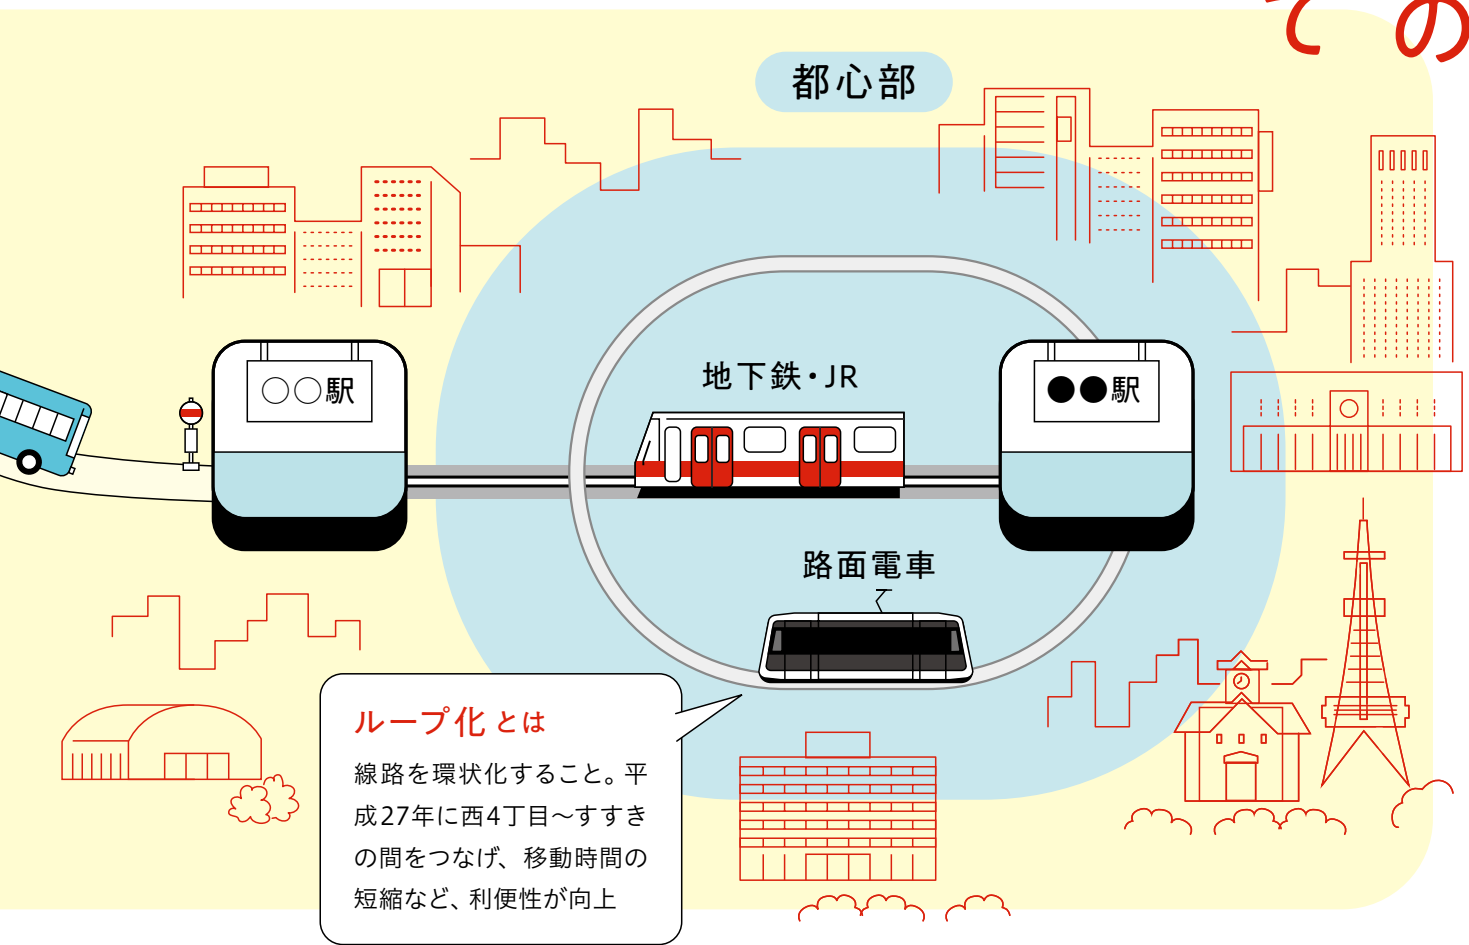 ての
都心部
地下鉄・JR
○○駅
●●駅
路面電車
ループ化とは
線路を環状化すること。平
成27年に西4丁目～すすき
の間をつなげ、移動時間の
短縮など、利便性が向上